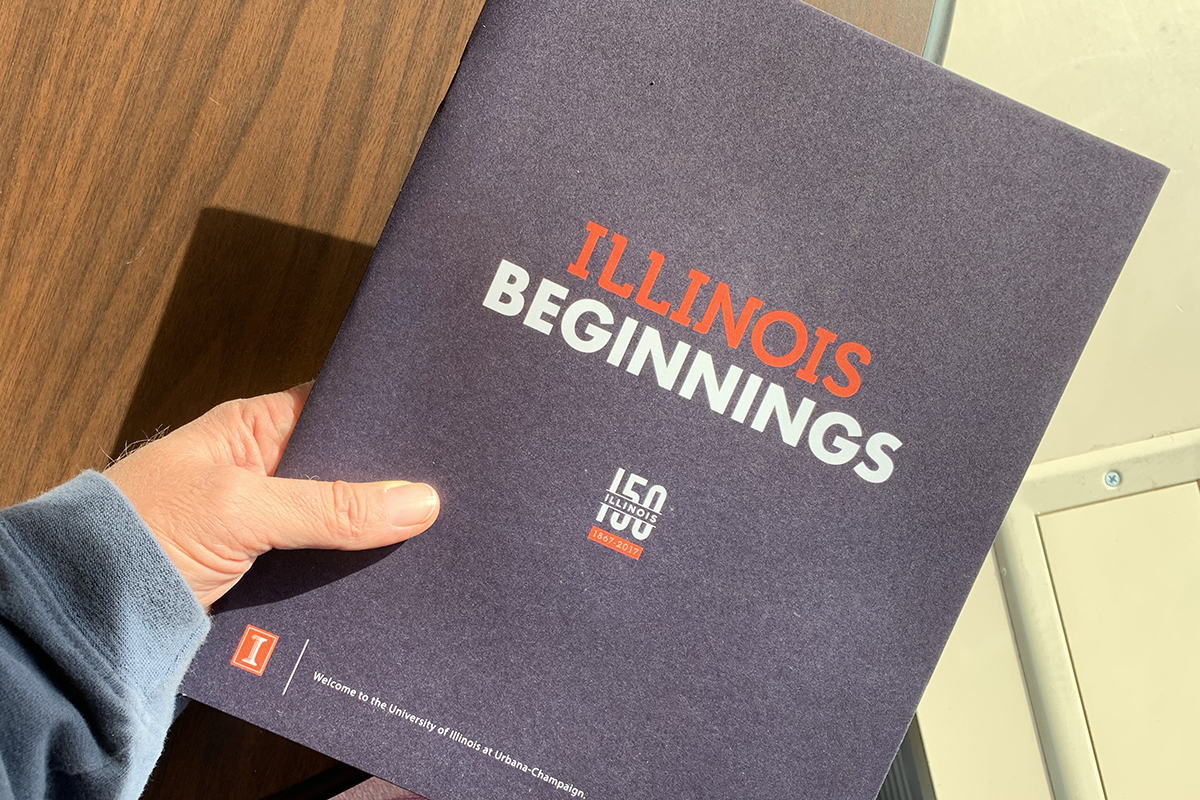 ILLINOIS
BEGINNINGS
150
ILLINOIS
1867-2017
I
Welcome to the University of Illinois at Urbana-Champaign.